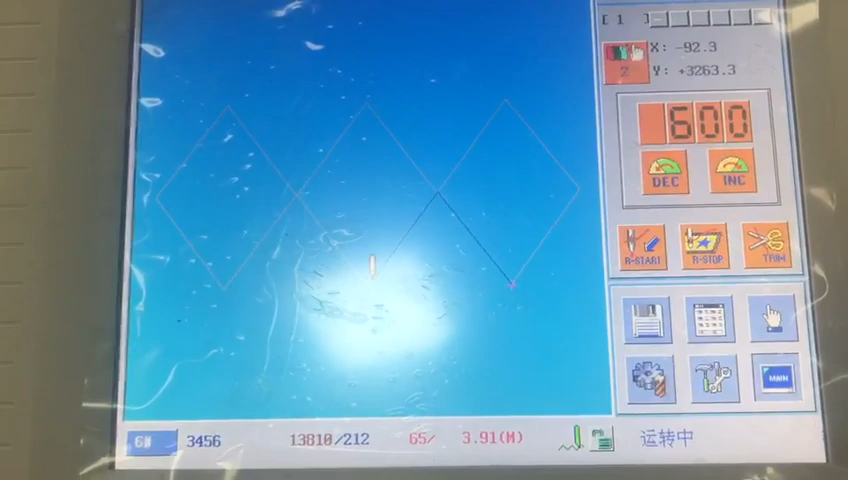 [ 1 ]
X: -92.3
2
Y: +3263.3
600
DEC INC
R-START R-STOP TRIM
MAIN
6# 3456 13810/212 65/ 3.91(M) 运转中